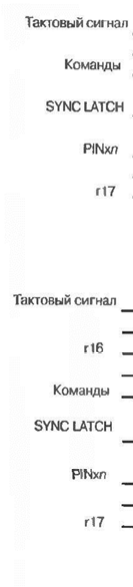 Тактовый сигнал
Команды
SYNC LATCH
PINxn
r17
Тактовый сигнал
r16
Команды
SYNC LATCH
PINxn
r17